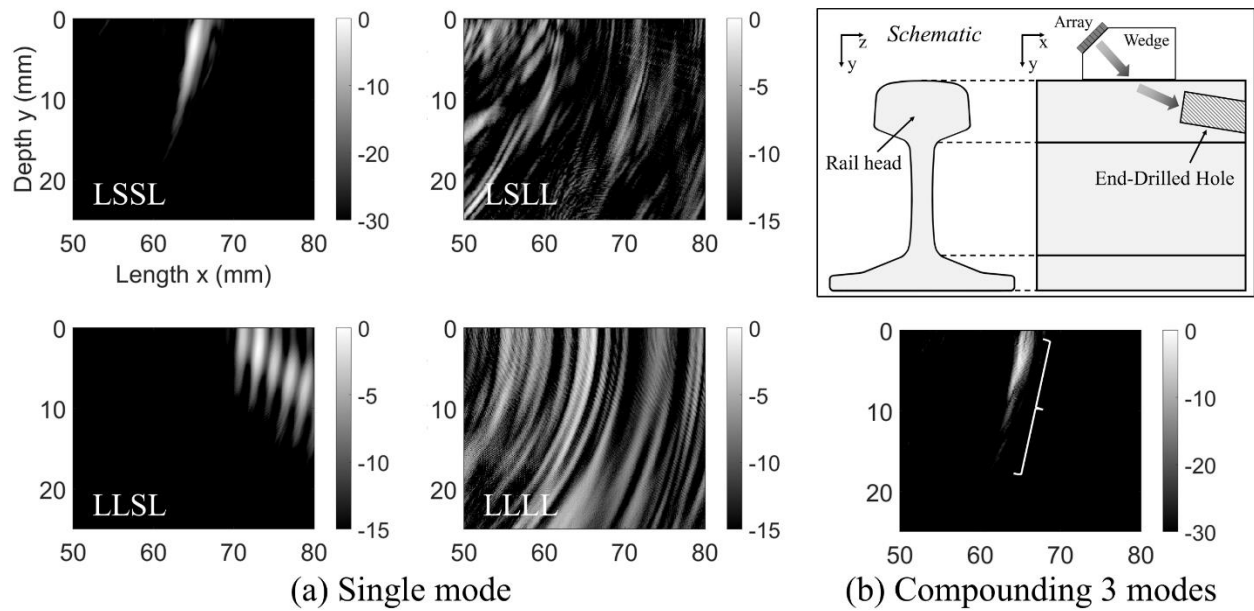 0
10
20
Depth y (mm)
LSSL
50 60 70 80
Length x (mm)
0
-10
-20
-30
0
10
20
LSLL
50 60 70 80
0
-5
-10
-15
z
y
Schematic
x
y
Array
Wedge
Rail head
End-Drilled Hole
0
10
20
LLSL
50 60 70 80
0
-5
-10
-15
0
10
20
LLLL
50 60 70 80
0
-5
-10
-15
0
10
20
50 60 70 80
0
-10
-20
-30
(a) Single mode
(b) Compounding 3 modes